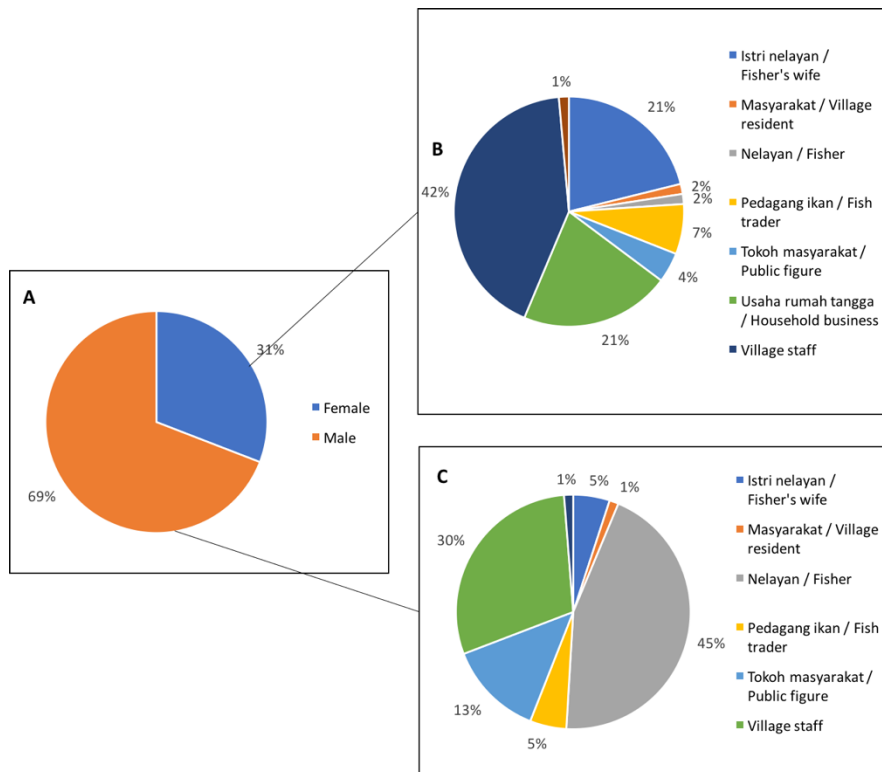 A
31%
69%
Female
Male
B
1%
21%
2%
2%
7%
4%
21%
42%
Istri nelayan /
Fisher's wife
Masyarakat / Village
resident
Nelayan / Fisher
Pedagang ikan / Fish
trader
Tokoh masyarakat /
Public figure
Usaha rumah tangga
/ Household business
Village staff
C
1%
5%
1%
45%
5%
13%
30%
Istri nelayan /
Fisher's wife
Masyarakat / Village
resident
Nelayan / Fisher
Pedagang ikan / Fish
trader
Tokoh masyarakat /
Public figure
Village staff